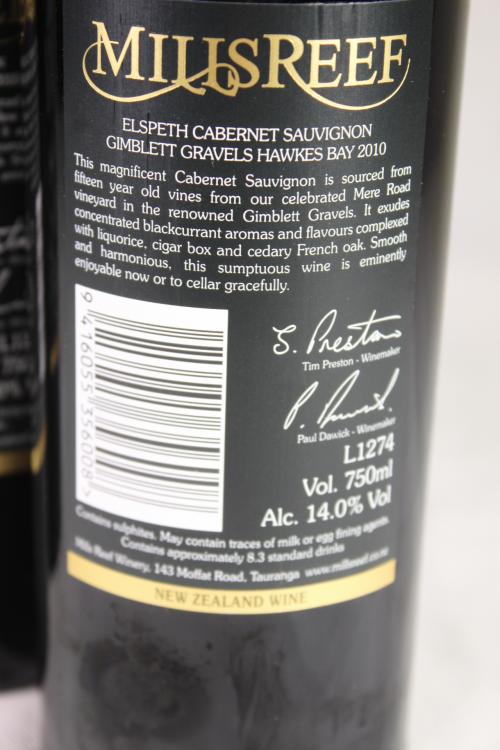 MILLSREEF
ELSPETH CABERNET SAUVIGNON
GIMBLETT GRAVELS HAWKES BAY 2010
This magnificent Cabernet Sauvignon is sourced from
fifteen year old vines from our celebrated Mere Road
vineyard in the renowned Gimblett Gravels. It exudes
concentrated blackcurrant aromas and flavours complexed
with liquorice, cigar box and cedary French oak. Smooth
and harmonious, this sumptuous wine is eminently
enjoyable now or to cellar gracefully.
9 416055 356008
S. Preston
Tim Preston - Winemaker
P. Dawick
Paul Dawick - Winemaker
L1274
Vol. 750ml
Alc. 14.0% Vol
Contains sulphites. May contain traces of milk or egg fining agents.
Contains approximately 8.3 standard drinks
Mills Reef Winery, 143 Moffat Road, Tauranga www.millsreef.co.nz
NEW ZEALAND WINE